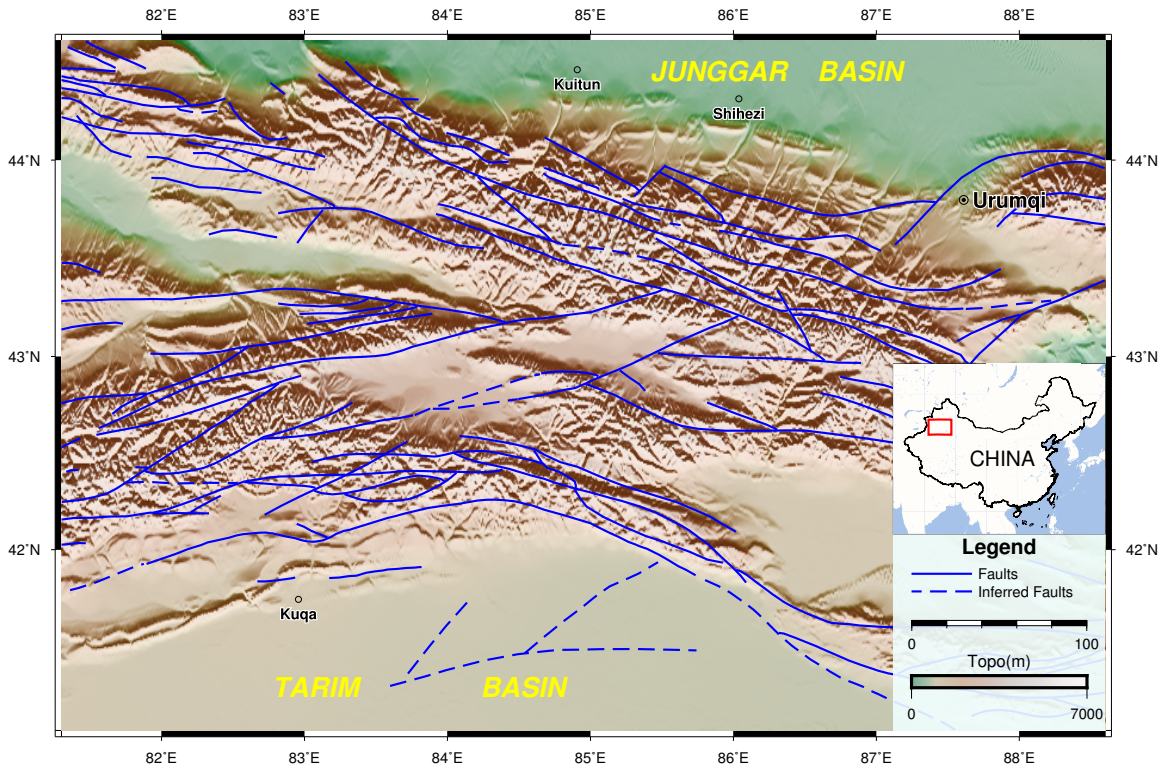 82˚E 83˚E 84˚E 85˚E 86˚E 87˚E 88˚E
JUNGGAR BASIN
Kuitun
Shihezi
44˚N 44˚N
Urumqi
43˚N 43˚N
CHINA
42˚N 42˚N
Legend
Faults
Inferred Faults
Kuqa
0 100
Topo(m)
TARIM BASIN
0 7000
82˚E 83˚E 84˚E 85˚E 86˚E 87˚E 88˚E